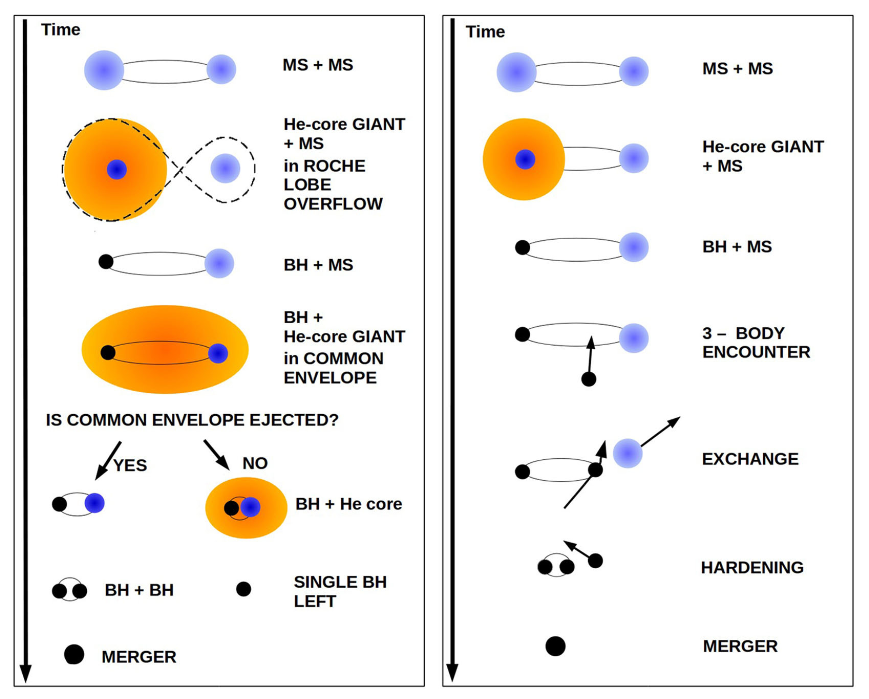 Time
MS + MS
He-core GIANT
+ MS
in ROCHE
LOBE
OVERFLOW
BH + MS
BH +
He-core GIANT
in COMMON
ENVELOPE
IS COMMON ENVELOPE EJECTED?
YES
NO
BH + He core
BH + BH
SINGLE BH
LEFT
MERGER
Time
MS + MS
He-core GIANT
+ MS
BH + MS
3 – BODY
ENCOUNTER
EXCHANGE
HARDENING
MERGER